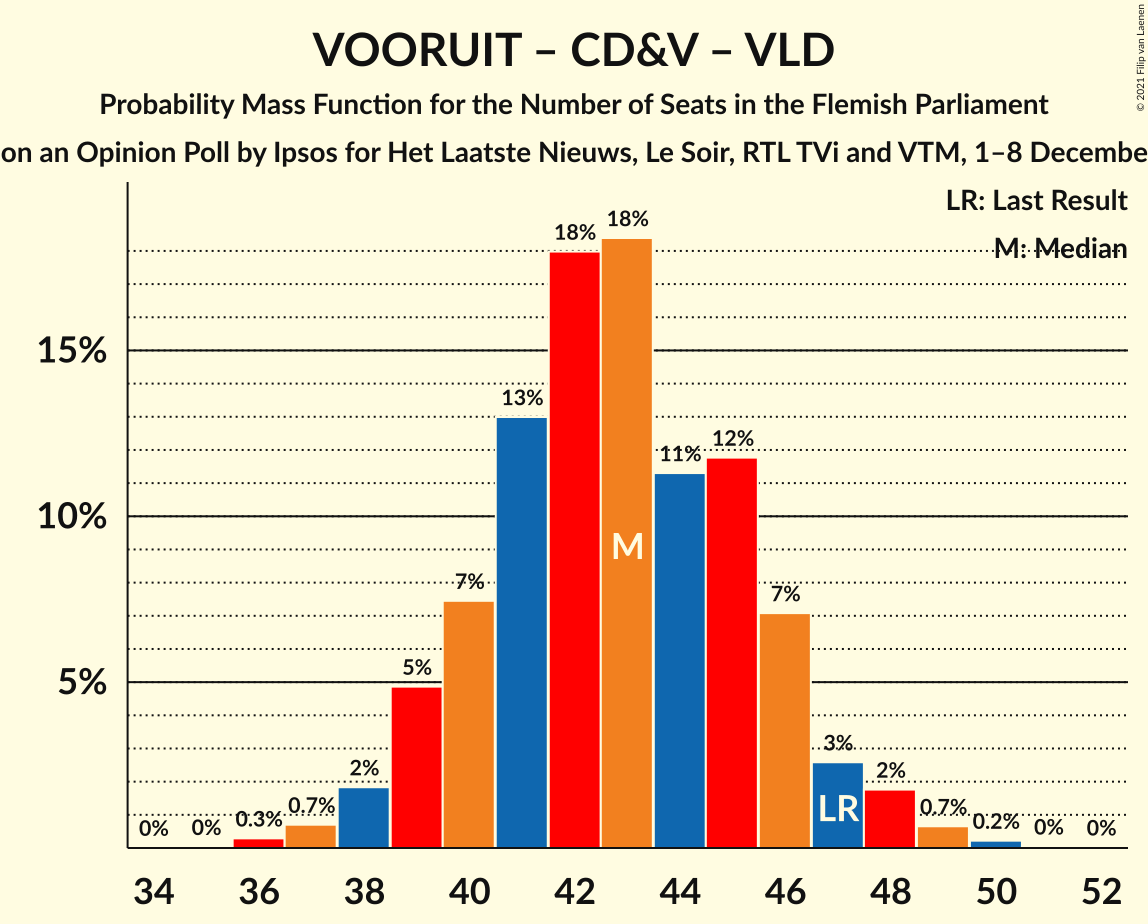 © 2021 Filip van Laenen
VOORUIT – CD&V – VLD
Probability Mass Function for the Number of Seats in the Flemish Parliament
on an Opinion Poll by Ipsos for Het Laatste Nieuws, Le Soir, RTL TVi and VTM, 1–8 Decembe
LR: Last Result
M: Median
15%
10%
5%
0% 0% 0.3% 0.7% 2% 5% 7% 13% 18% 18% 11% 12% 7% 3% 2% 0.7% 0.2% 0% 0%
M
LR
34 36 38 40 42 44 46 48 50 52